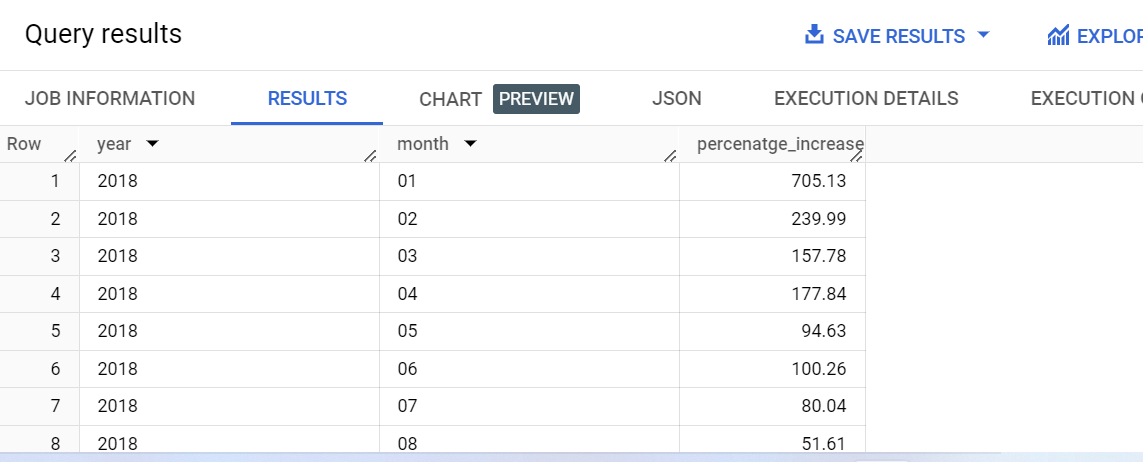 Query results SAVE RESULTS EXPLOR
JOB INFORMATION RESULTS CHART PREVIEW JSON EXECUTION DETAILS EXECUTION
Row year month percenatge_increase
1 2018 01 705.13
2 2018 02 239.99
3 2018 03 157.78
4 2018 04 177.84
5 2018 05 94.63
6 2018 06 100.26
7 2018 07 80.04
8 2018 08 51.61